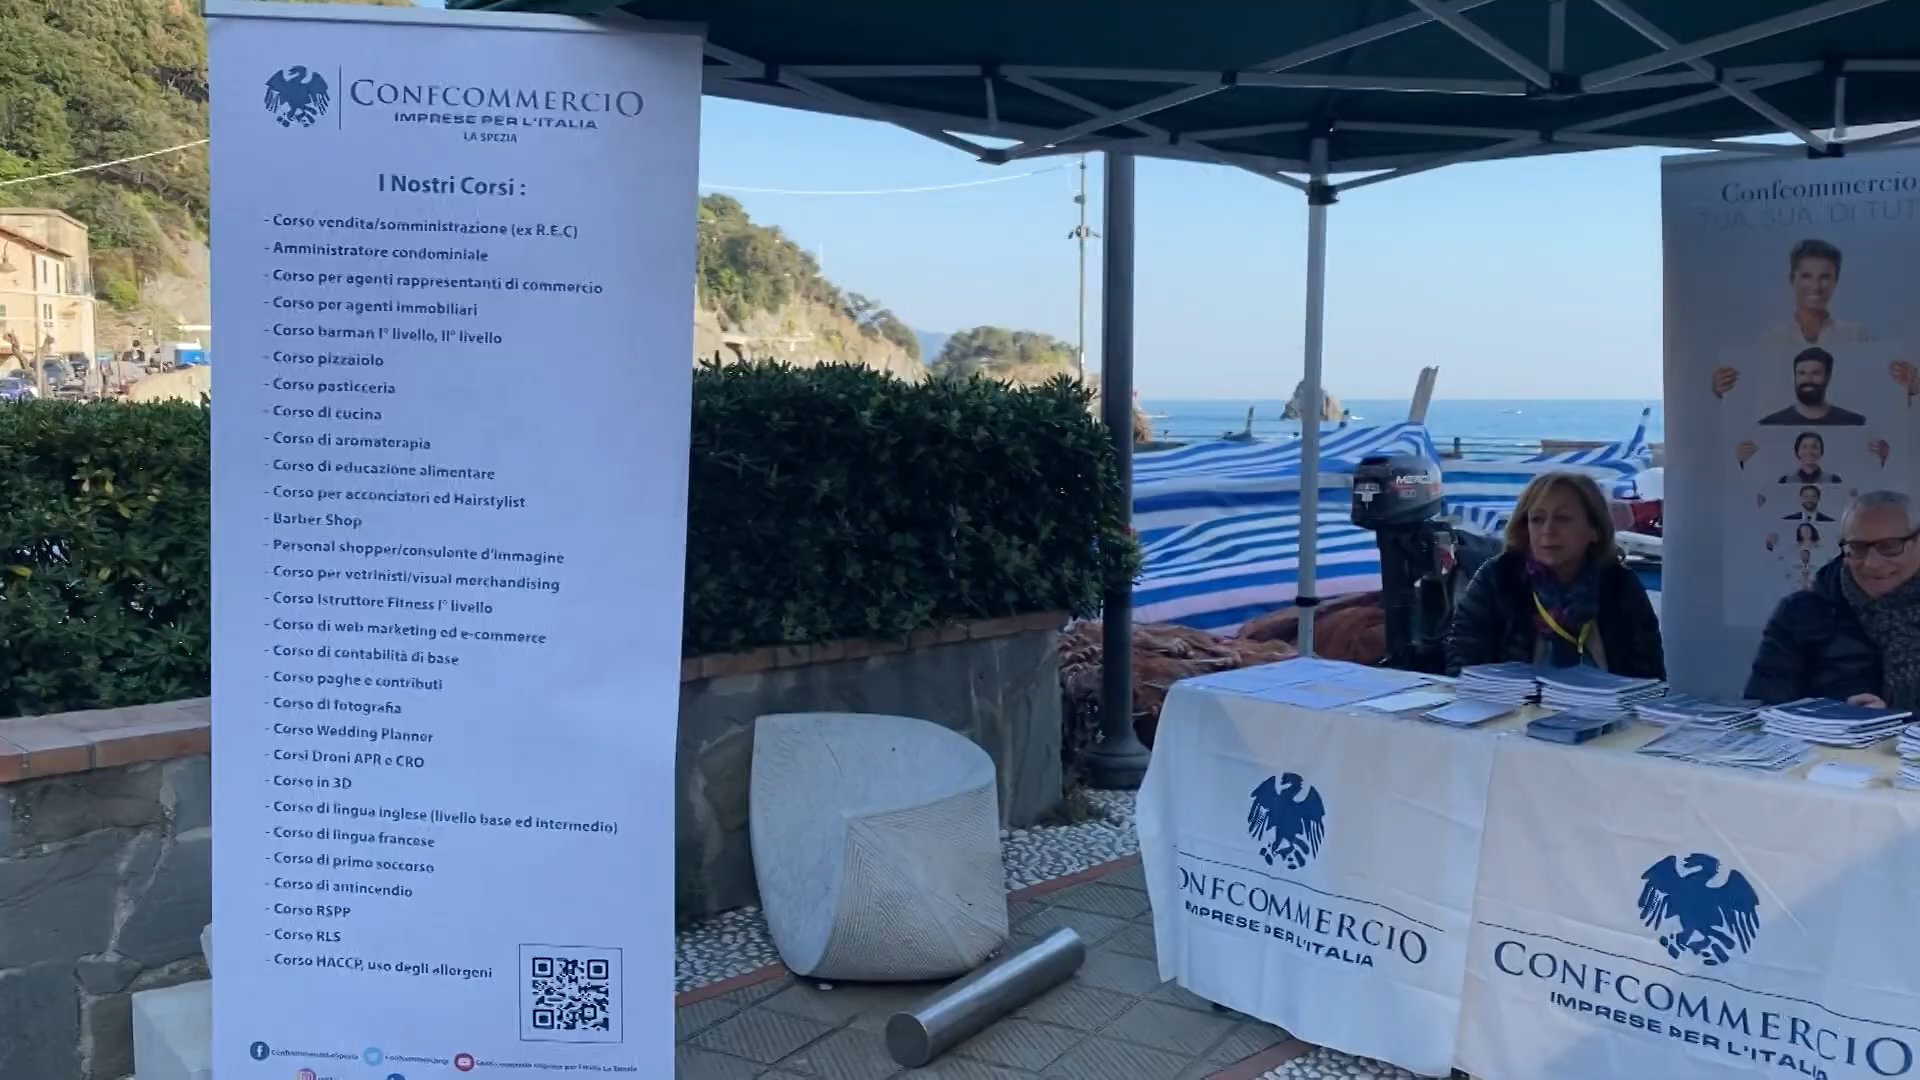 CONFCOMMERCIO
IMPRESE PER L'ITALIA
LA SPEZIA
I Nostri Corsi :
- Corso vendita/somministrazione (ex R.E.C)
- Amministratore condominiale
- Corso per agenti rappresentanti di commercio
- Corso per agenti immobiliari
- Corso barman I° livello, II° livello
- Corso pizzaiolo
- Corso pasticceria
- Corso di cucina
- Corso di aromaterapia
- Corso di educazione alimentare
- Corso per acconciatori ed Hairstylist
- Barber Shop
- Personal shopper/consulente d'immagine
- Corso per vetrinisti/visual merchandising
- Corso Istruttore Fitness I° livello
- Corso di web marketing ed e-commerce
- Corso di contabilità di base
- Corso paghe e contributi
- Corso di fotografia
- Corso Wedding Planner
- Corsi Droni APR e CRO
- Corso in 3D
- Corso di lingua inglese (livello base ed intermedio)
- Corso di lingua francese
- Corso di primo soccorso
- Corso di antincendio
- Corso RSPP
- Corso RLS
- Corso HACCP, uso degli allergeni
Confcommercio
TUA, SUA, DI TUT
ONFCOMMERCIO
IMPRESE PER L'ITALIA
CONFCOMMERCIO
IMPRESE PER L'ITALIA